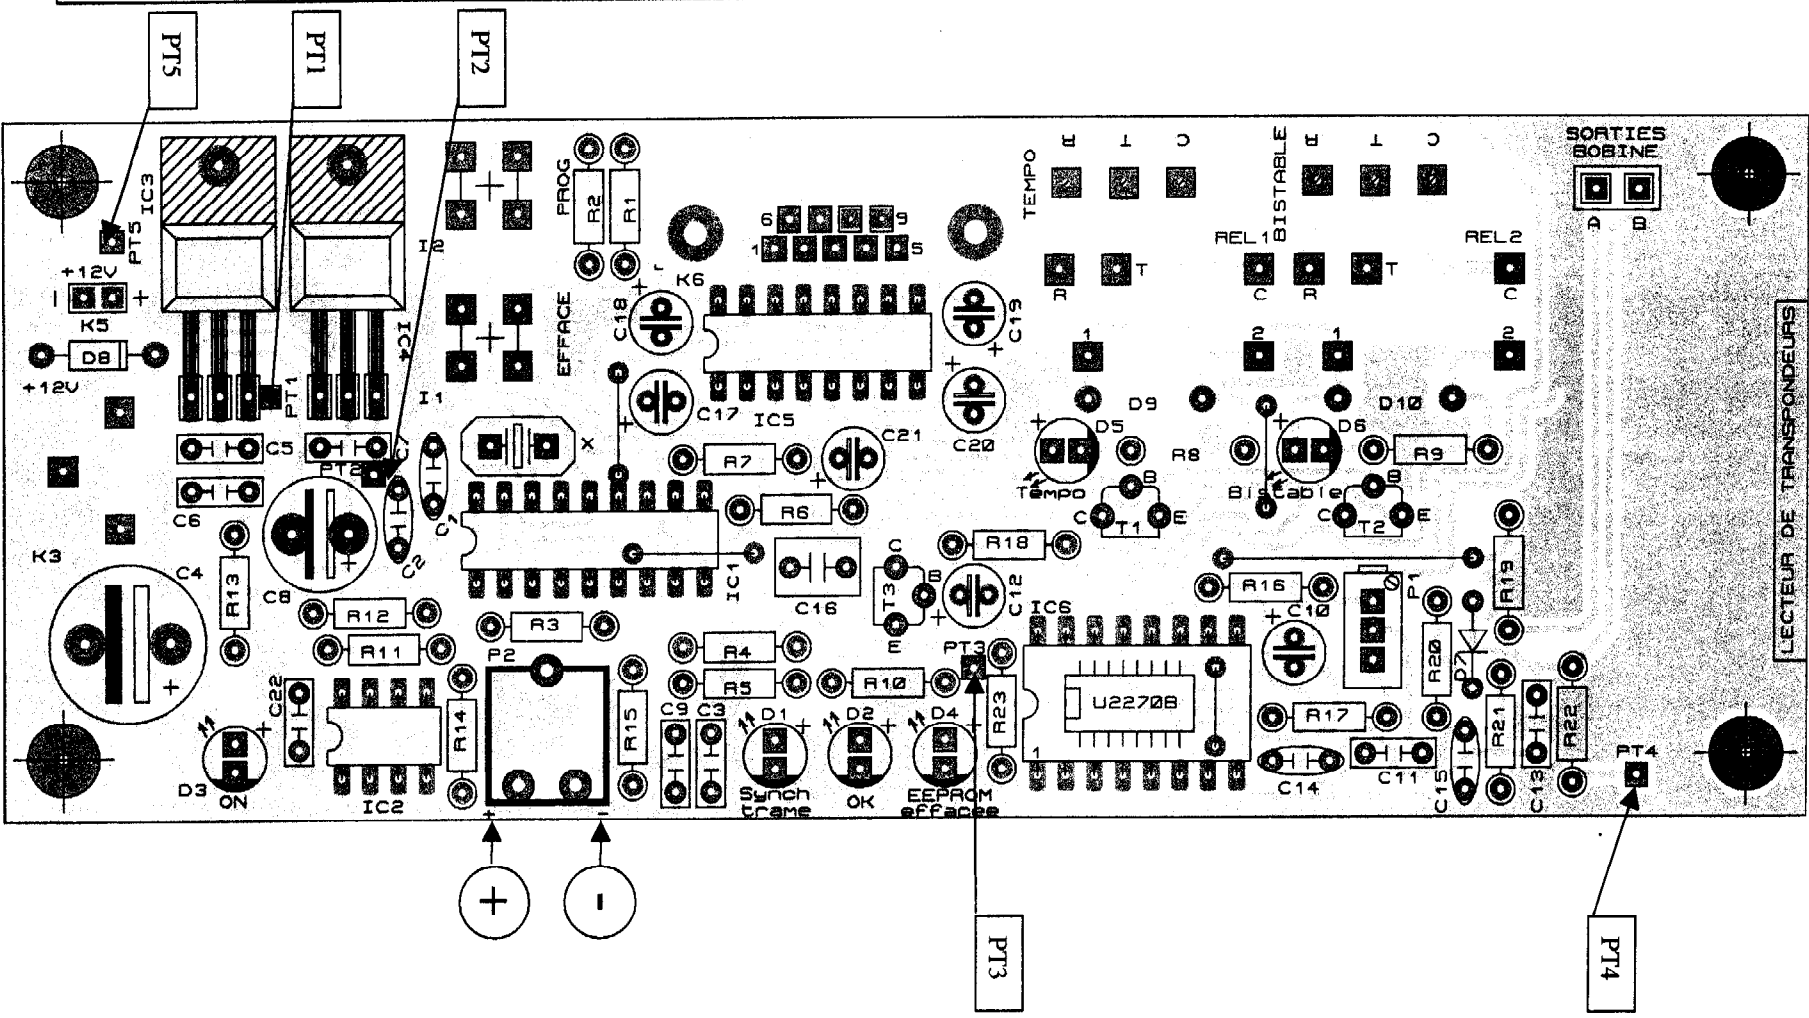 PT5
PT1
PT2
SORTIES
BOBINE
A B
R T C
R T C
TEMPO
BISTABLE
IC3
PT5
+12V
- +
K5
D8
+12V
IC4
PT1
I2
I1
PROG
R2
R1
EFFACE
6 9
1 5
K6
C18
C19
C17
IC5
C20
REL1
REL2
R T
C R T
C
1
2 1
2
D9
D10
D5
D6
Tempo
Bistable
R8
R9
C5
PT2
C6
C1
C2
X
R7
C21
R6
R18
C B E
T1
C B E
T2
K3
C4
R13
C8
R12
R11
R3
IC1
C16
C B E
T3
C12
R16
P1
R19
IC6
C10
R20
D7
P2
R4
R5
R10
PT3
R23
U2270B
1
R17
R21
R22
C22
R14
R15
C9
C3
D1
D2
D4
IC2
D3
ON
Synch
trame
OK
EEPROM
effacee
C14
C11
C15
C13
PT4
LECTEUR DE TRANSPONDEURS
+ -
+
-
PT3
PT4